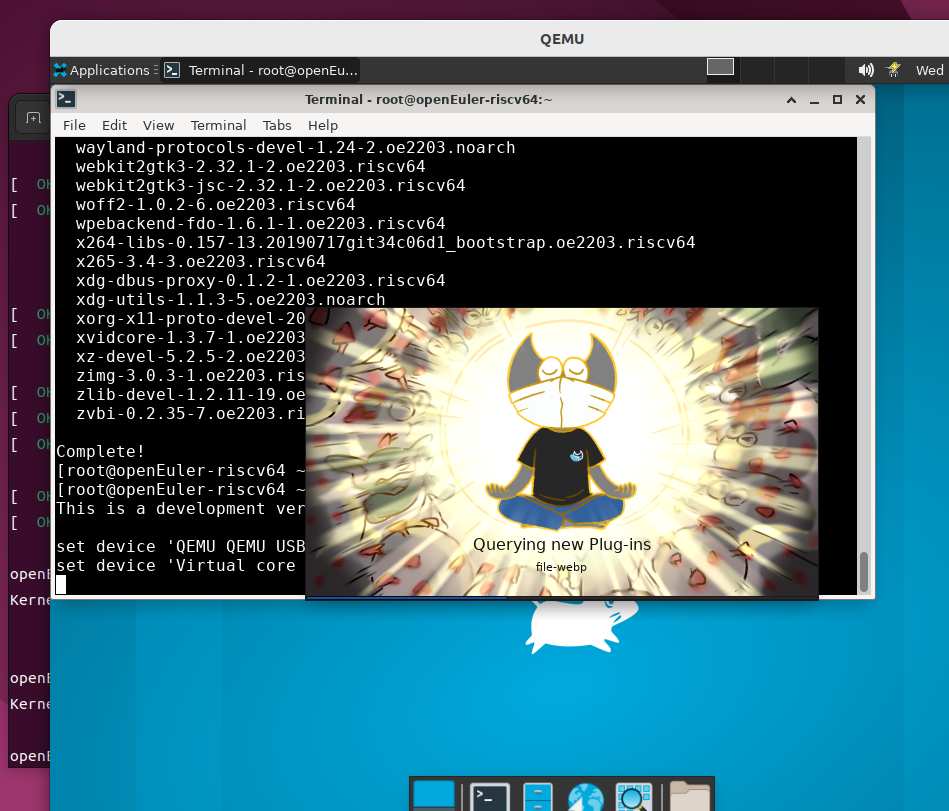 QEMU
Applications
Terminal - root@openEu...
Wed
Terminal - root@openEuler-riscv64:~
File Edit View Terminal Tabs Help
wayland-protocols-devel-1.24-2.oe2203.noarch
webkit2gtk3-2.32.1-2.oe2203.riscv64
webkit2gtk3-jsc-2.32.1-2.oe2203.riscv64
woff2-1.0.2-6.oe2203.riscv64
wpebackend-fdo-1.6.1-1.oe2203.riscv64
x264-libs-0.157-13.20190717git34c06d1_bootstrap.oe2203.riscv64
x265-3.4-3.oe2203.riscv64
xdg-dbus-proxy-0.1.2-1.oe2203.riscv64
xdg-utils-1.1.3-5.oe2203.noarch
xorg-x11-proto-devel-20
xvidcore-1.3.7-1.oe2203
xz-devel-5.2.5-2.oe2203
zimg-3.0.3-1.oe2203.ris
zlib-devel-1.2.11-19.oe
zvbi-0.2.35-7.oe2203.ri
Complete!
[root@openEuler-riscv64 ~
[root@openEuler-riscv64 ~
This is a development ver
set device 'QEMU QEMU USB
set device 'Virtual core
Querying new Plug-ins
file-webp
[ OK
[ OK
[ OK
[ OK
[ OK
[ OK
[ OK
[ OK
[ OK
openE
Kerne
openE
Kerne
openE